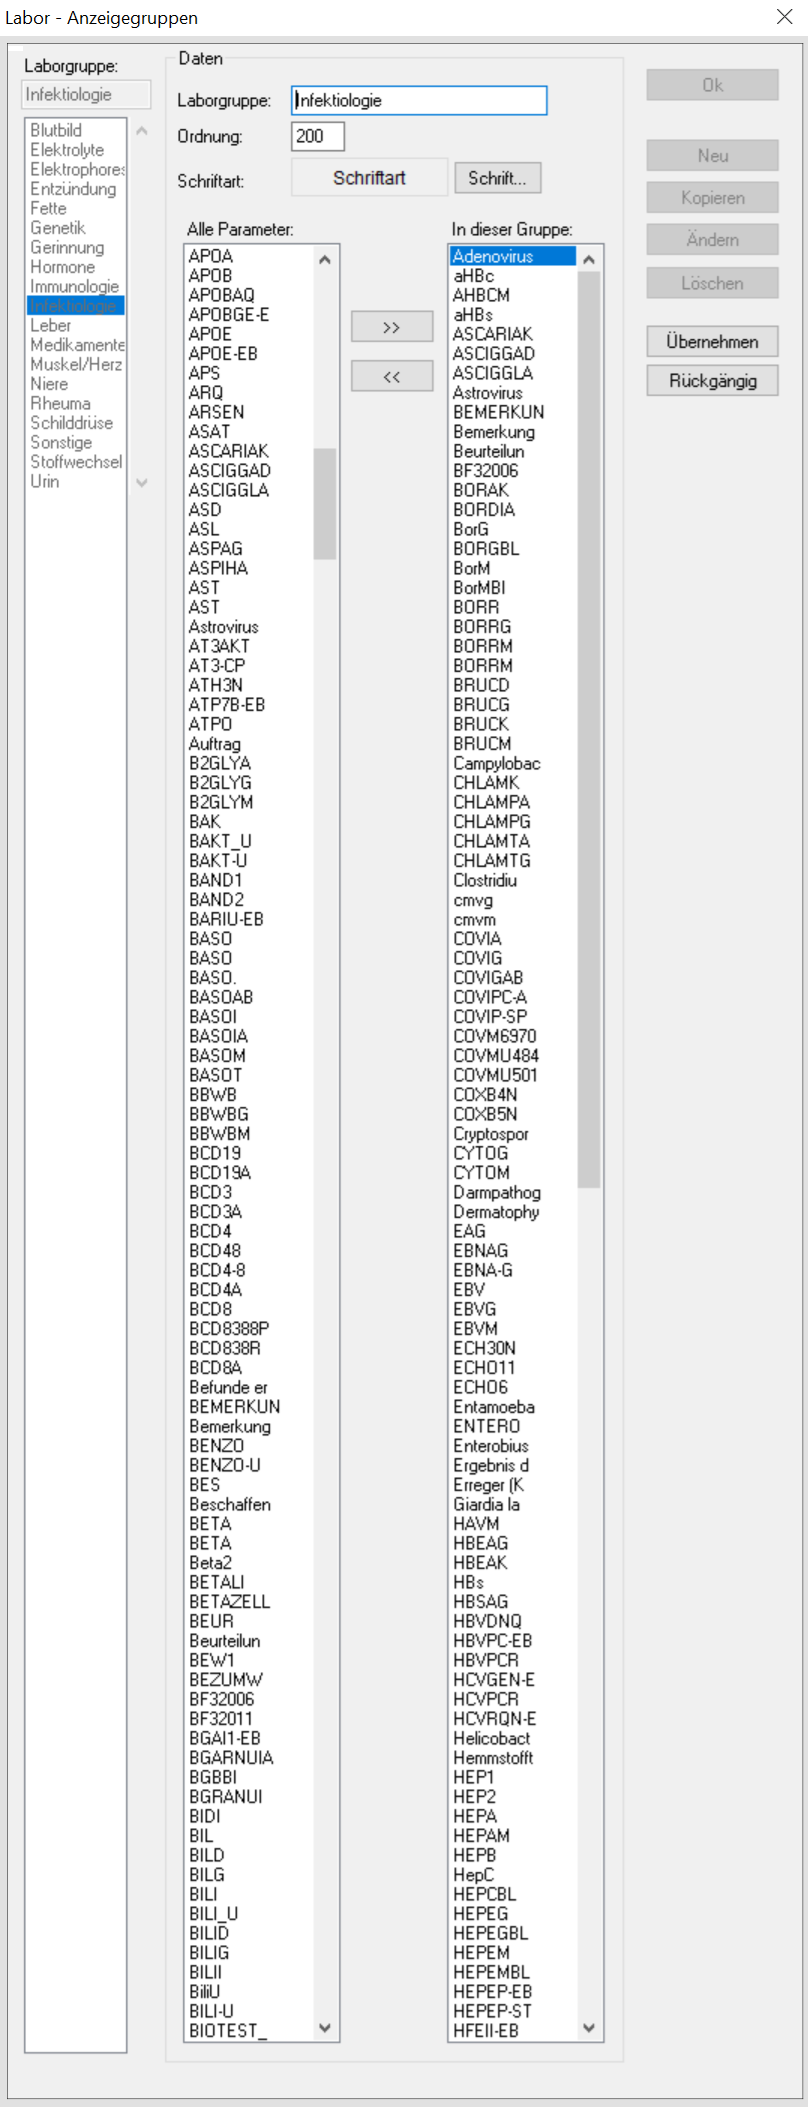 Labor - Anzeigegruppen
Laborgruppe:
Infektiologie
Blutbild
Elektrolyte
Elektrophores
Entzündung
Fette
Genetik
Gerinnung
Hormone
Immunologie
Infektiologie
Leber
Medikamente
Muskel/Herz
Niere
Rheuma
Schilddrüse
Sonstige
Stoffwechsel
Urin
Daten
Laborgruppe:
Infektiologie
Ordnung:
200
Schriftart:
Schriftart
Schrift...
Alle Parameter:
APOA
APOB
APOBAQ
APOBGE-E
APOE
APOE-EB
APS
ARQ
ARSEN
ASAT
ASCARIAK
ASCIGGAD
ASCIGGLA
ASD
ASL
ASPAG
ASPIHA
AST
AST
Astrovirus
AT3AKT
AT3-CP
ATH3N
ATP7B-EB
ATPO
Auftrag
B2GLYA
B2GLYG
B2GLYM
BAK
BAKT_U
BAKT-U
BAND1
BAND2
BARIU-EB
BASO
BASO
BASO.
BASOAB
BASOI
BASOIA
BASOM
BASOT
BBWB
BBWBG
BBWBM
BCD19
BCD19A
BCD3
BCD3A
BCD4
BCD48
BCD4-8
BCD4A
BCD8
BCD8388P
BCD838R
BCD8A
Befunde er
BEMERKUN
Bemerkung
BENZO
BENZO-U
BES
Beschaffen
BETA
BETA
Beta2
BETALI
BETAZELL
BEUR
Beurteilun
BEW1
BEZUMW
BF32006
BF32011
BGAI1-EB
BGARNUIA
BGBBI
BGRANUI
BIDI
BIL
BILD
BILG
BILI
BILI_U
BILID
BILIG
BILII
BiliU
BILI-U
BIOTEST_
>>
<<
In dieser Gruppe:
Adenovirus
aHBc
AHBCM
aHBs
ASCARIAK
ASCIGGAD
ASCIGGLA
Astrovirus
BEMERKUN
Bemerkung
Beurteilun
BF32006
BORAK
BORDIA
BorG
BORGBL
BorM
BorMBl
BORR
BORRG
BORRM
BORRM
BRUCD
BRUCG
BRUCK
BRUCM
Campylobac
CHLAMK
CHLAMPA
CHLAMPG
CHLAMTA
CHLAMTG
Clostridiu
cmvg
cmvm
COVIA
COVIG
COVIGAB
COVIPC-A
COVIP-SP
COVM6970
COVMU484
COVMU501
COXB4N
COXB5N
Cryptospor
CYTOG
CYTOM
Darmpathog
Dermatophy
EAG
EBNAG
EBNA-G
EBV
EBVG
EBVM
ECH30N
ECHO11
ECHO6
Entamoeba
ENTERO
Enterobius
Ergebnis d
Erreger (K
Giardia la
HAVM
HBEAG
HBEAK
HBs
HBSAG
HBVDNQ
HBVPC-EB
HBVPCR
HCVGEN-E
HCVPCR
HCVRQN-E
Helicobact
Hemmstofft
HEP1
HEP2
HEPA
HEPAM
HEPB
HepC
HEPCBL
HEPEG
HEPEGBL
HEPEM
HEPEMBL
HEPEP-EB
HEPEP-ST
HFEII-EB
Ok
Neu
Kopieren
Ändern
Löschen
Übernehmen
Rückgängig